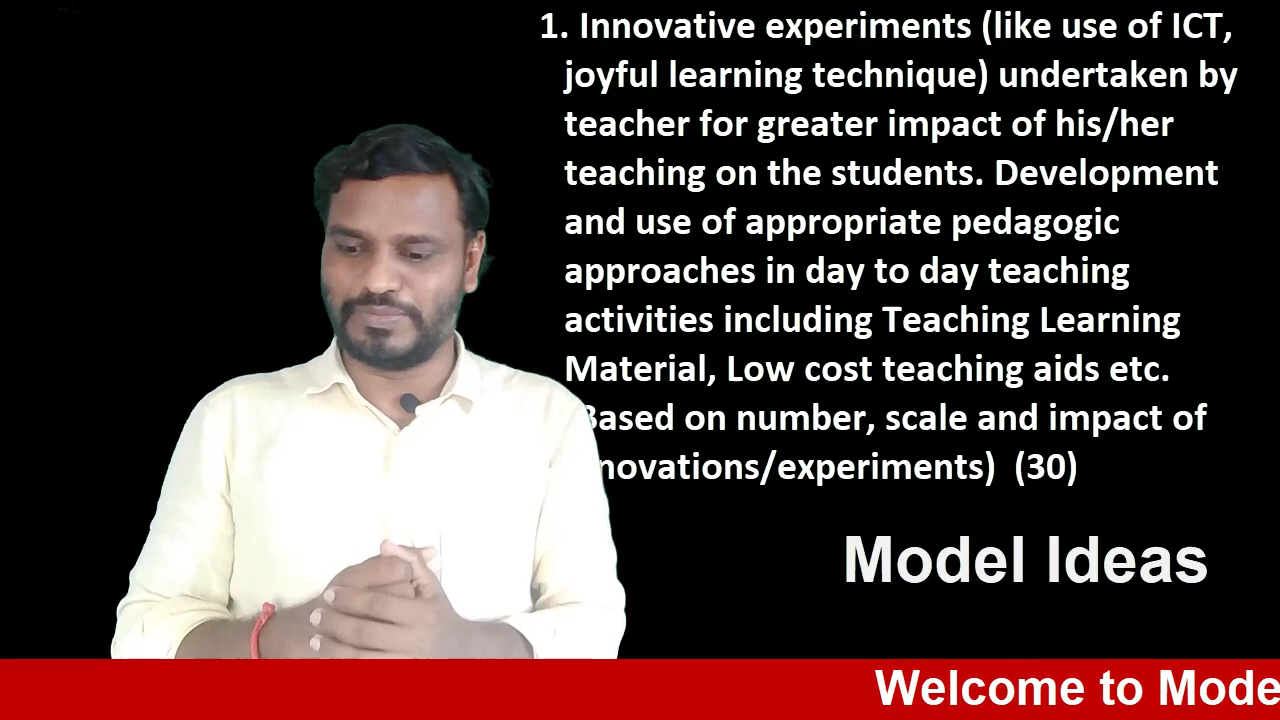 1. Innovative experiments (like use of ICT,
joyful learning technique) undertaken by
teacher for greater impact of his/her
teaching on the students. Development
and use of appropriate pedagogic
approaches in day to day teaching
activities including Teaching Learning
Material, Low cost teaching aids etc.
Based on number, scale and impact of
novations/experiments) (30)
Model Ideas
Welcome to Mode